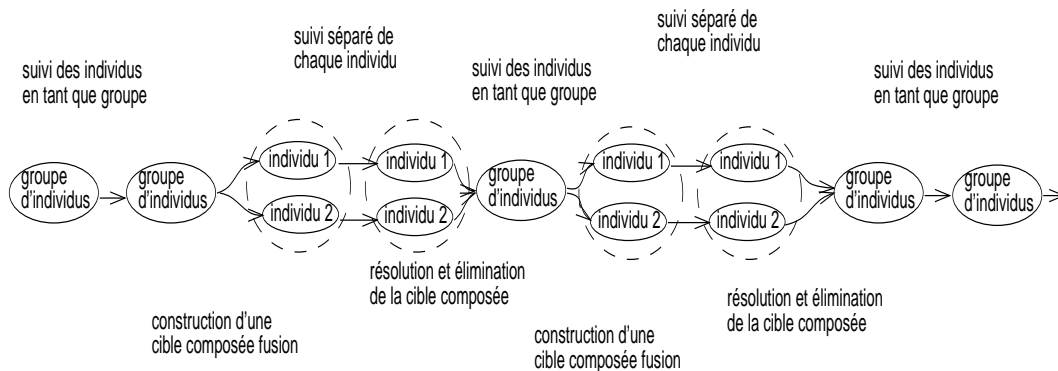 suivi séparé de
chaque individu
suivi séparé de
chaque individu
suivi des individus
en tant que groupe
suivi des individus
en tant que groupe
suivi des individus
en tant que groupe
groupe
d'individus
groupe
d'individus
individu 1
individu 2
individu 1
individu 2
groupe
d'individus
individu 1
individu 2
individu 1
individu 2
groupe
d'individus
groupe
d'individus
résolution et élimination
de la cible composée
résolution et élimination
de la cible composée
construction d'une
cible composée fusion
construction d'une
cible composée fusion